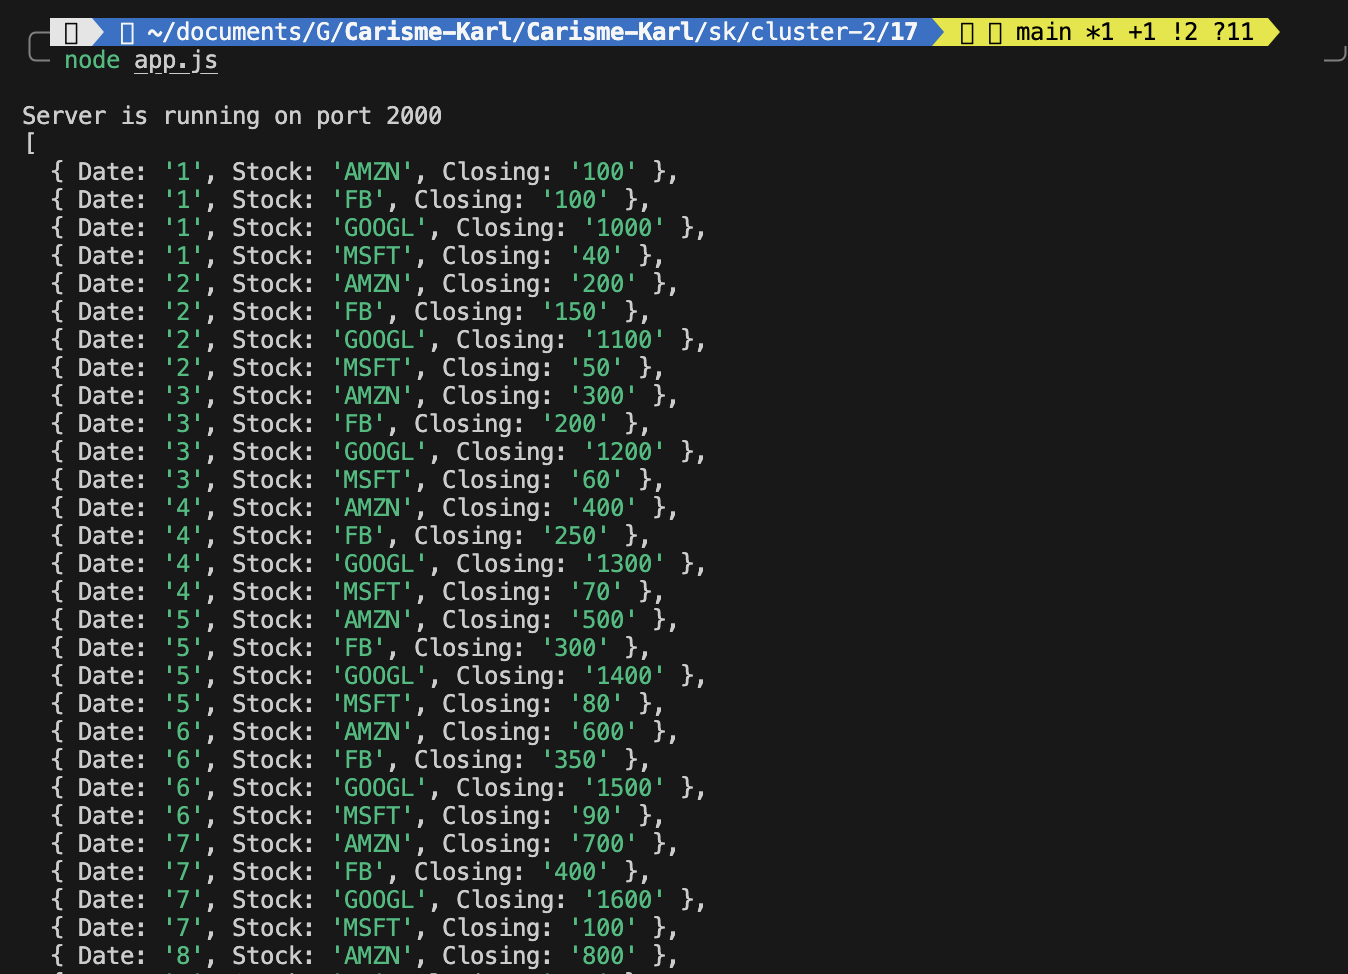 ~/documents/G/Carisme-Karl/Carisme-Karl/sk/cluster-2/17 main *1 +1 !2 ?11
node app.js
Server is running on port 2000
[
{ Date: '1', Stock: 'AMZN', Closing: '100' },
{ Date: '1', Stock: 'FB', Closing: '100' },
{ Date: '1', Stock: 'GOOGL', Closing: '1000' },
{ Date: '1', Stock: 'MSFT', Closing: '40' },
{ Date: '2', Stock: 'AMZN', Closing: '200' },
{ Date: '2', Stock: 'FB', Closing: '150' },
{ Date: '2', Stock: 'GOOGL', Closing: '1100' },
{ Date: '2', Stock: 'MSFT', Closing: '50' },
{ Date: '3', Stock: 'AMZN', Closing: '300' },
{ Date: '3', Stock: 'FB', Closing: '200' },
{ Date: '3', Stock: 'GOOGL', Closing: '1200' },
{ Date: '3', Stock: 'MSFT', Closing: '60' },
{ Date: '4', Stock: 'AMZN', Closing: '400' },
{ Date: '4', Stock: 'FB', Closing: '250' },
{ Date: '4', Stock: 'GOOGL', Closing: '1300' },
{ Date: '4', Stock: 'MSFT', Closing: '70' },
{ Date: '5', Stock: 'AMZN', Closing: '500' },
{ Date: '5', Stock: 'FB', Closing: '300' },
{ Date: '5', Stock: 'GOOGL', Closing: '1400' },
{ Date: '5', Stock: 'MSFT', Closing: '80' },
{ Date: '6', Stock: 'AMZN', Closing: '600' },
{ Date: '6', Stock: 'FB', Closing: '350' },
{ Date: '6', Stock: 'GOOGL', Closing: '1500' },
{ Date: '6', Stock: 'MSFT', Closing: '90' },
{ Date: '7', Stock: 'AMZN', Closing: '700' },
{ Date: '7', Stock: 'FB', Closing: '400' },
{ Date: '7', Stock: 'GOOGL', Closing: '1600' },
{ Date: '7', Stock: 'MSFT', Closing: '100' },
{ Date: '8', Stock: 'AMZN', Closing: '800' },